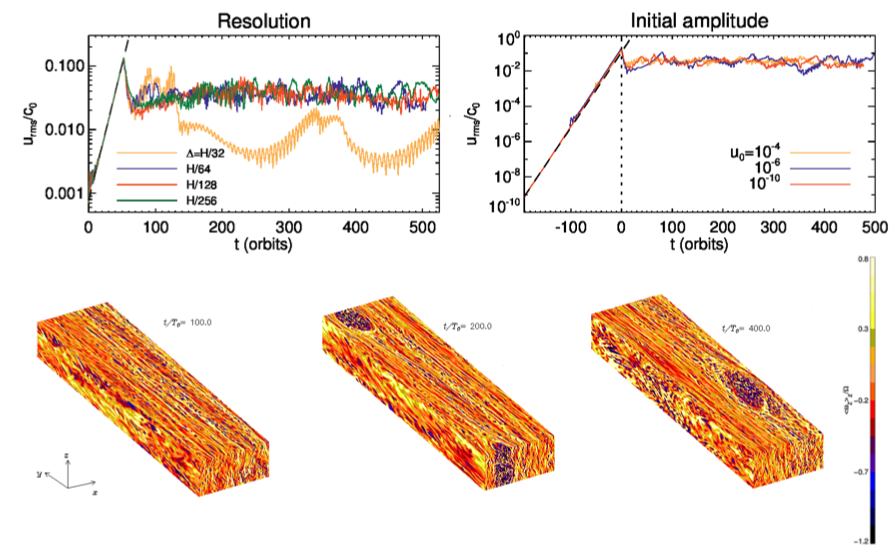 Resolution
0.100
0.010
0.001
u_rms/c_0
Δ=H/32
H/64
H/128
H/256
0 100 200 300 400 500
t (orbits)
Initial amplitude
10^0
10^-2
10^-4
10^-6
10^-8
10^-10
u_rms/c_0
u_0=10^-4
10^-6
10^-10
-100 0 100 200 300 400 500
t (orbits)
t/T_0= 100.0
t/T_0= 200.0
t/T_0= 400.0
z
y
x
0.8
0.3
-0.2
-0.7
-1.2